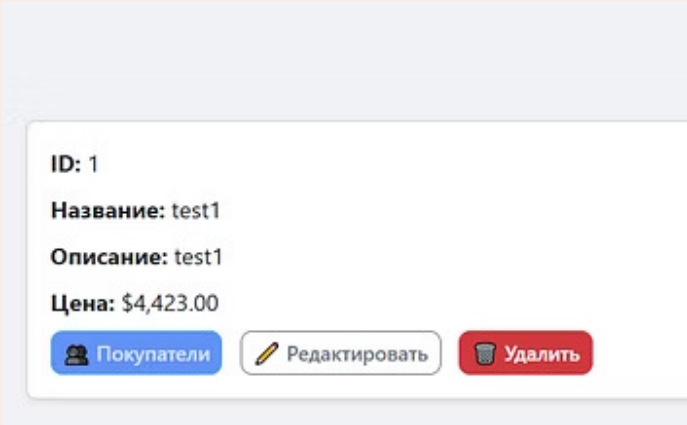 ID: 1
Название: test1
Описание: test1
Цена: $4,423.00
Покупатели Редактировать Удалить